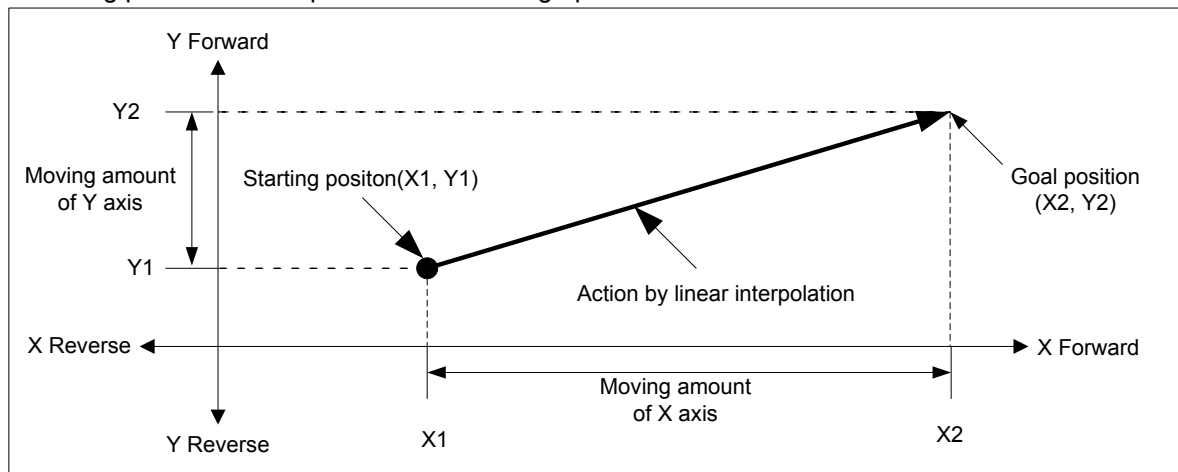 Y Forward
Y2
Moving amount
of Y axis
Starting positon(X1, Y1)
Goal position
(X2, Y2)
Y1
Action by linear interpolation
X Reverse
X Forward
Moving amount
of X axis
Y Reverse
X1
X2